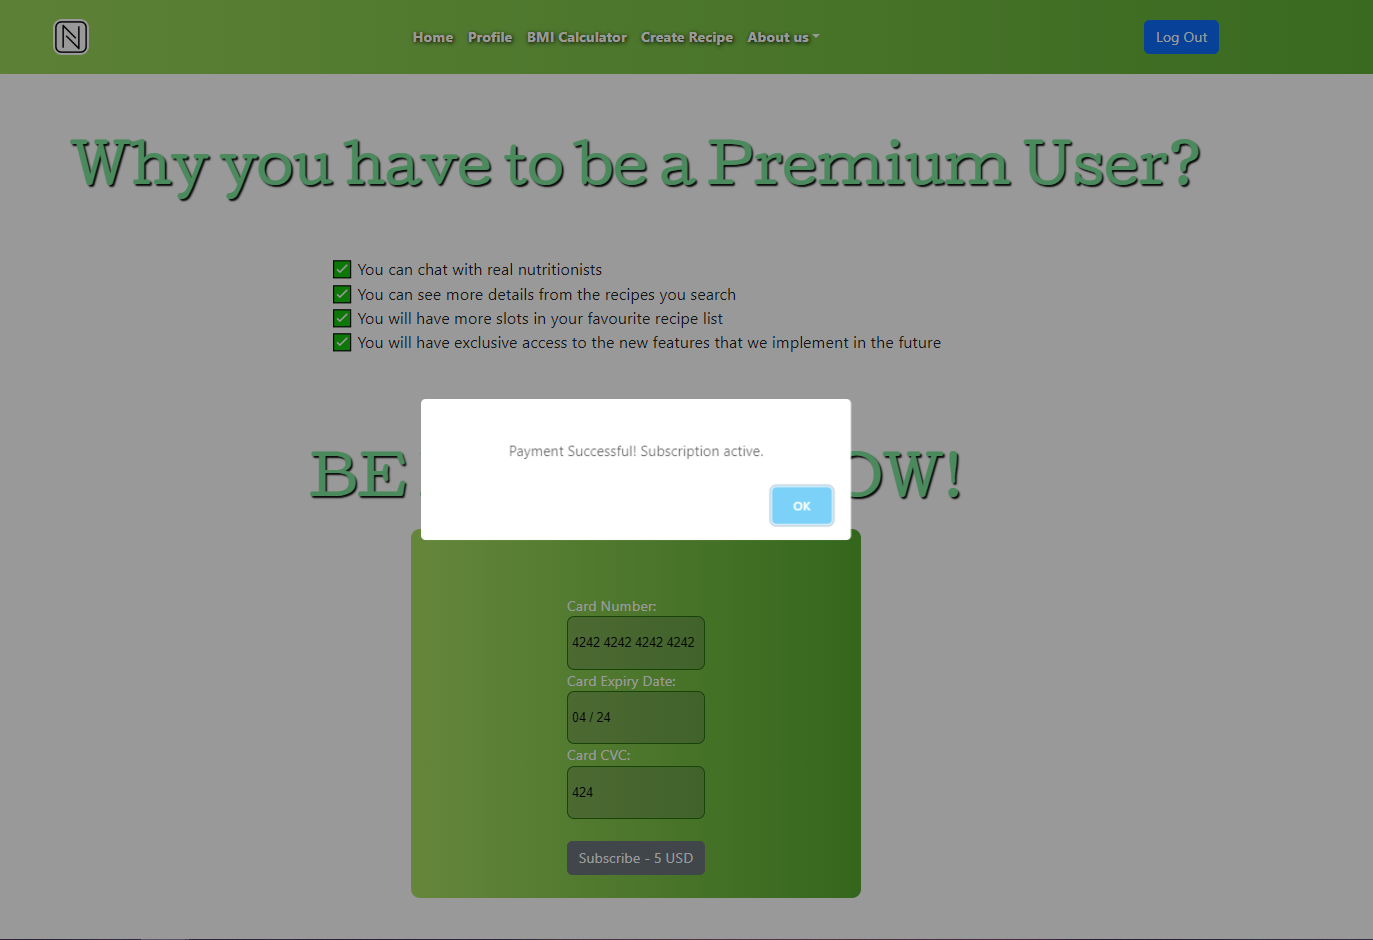 N
Home Profile BMI Calculator Create Recipe About us Log Out
Why you have to be a Premium User?
You can chat with real nutritionists
You can see more details from the recipes you search
You will have more slots in your favourite recipe list
You will have exclusive access to the new features that we implement in the future
Payment Successful! Subscription active.
BE OW!
OK
Card Number:
4242 4242 4242 4242
Card Expiry Date:
04 / 24
Card CVC:
424
Subscribe - 5 USD